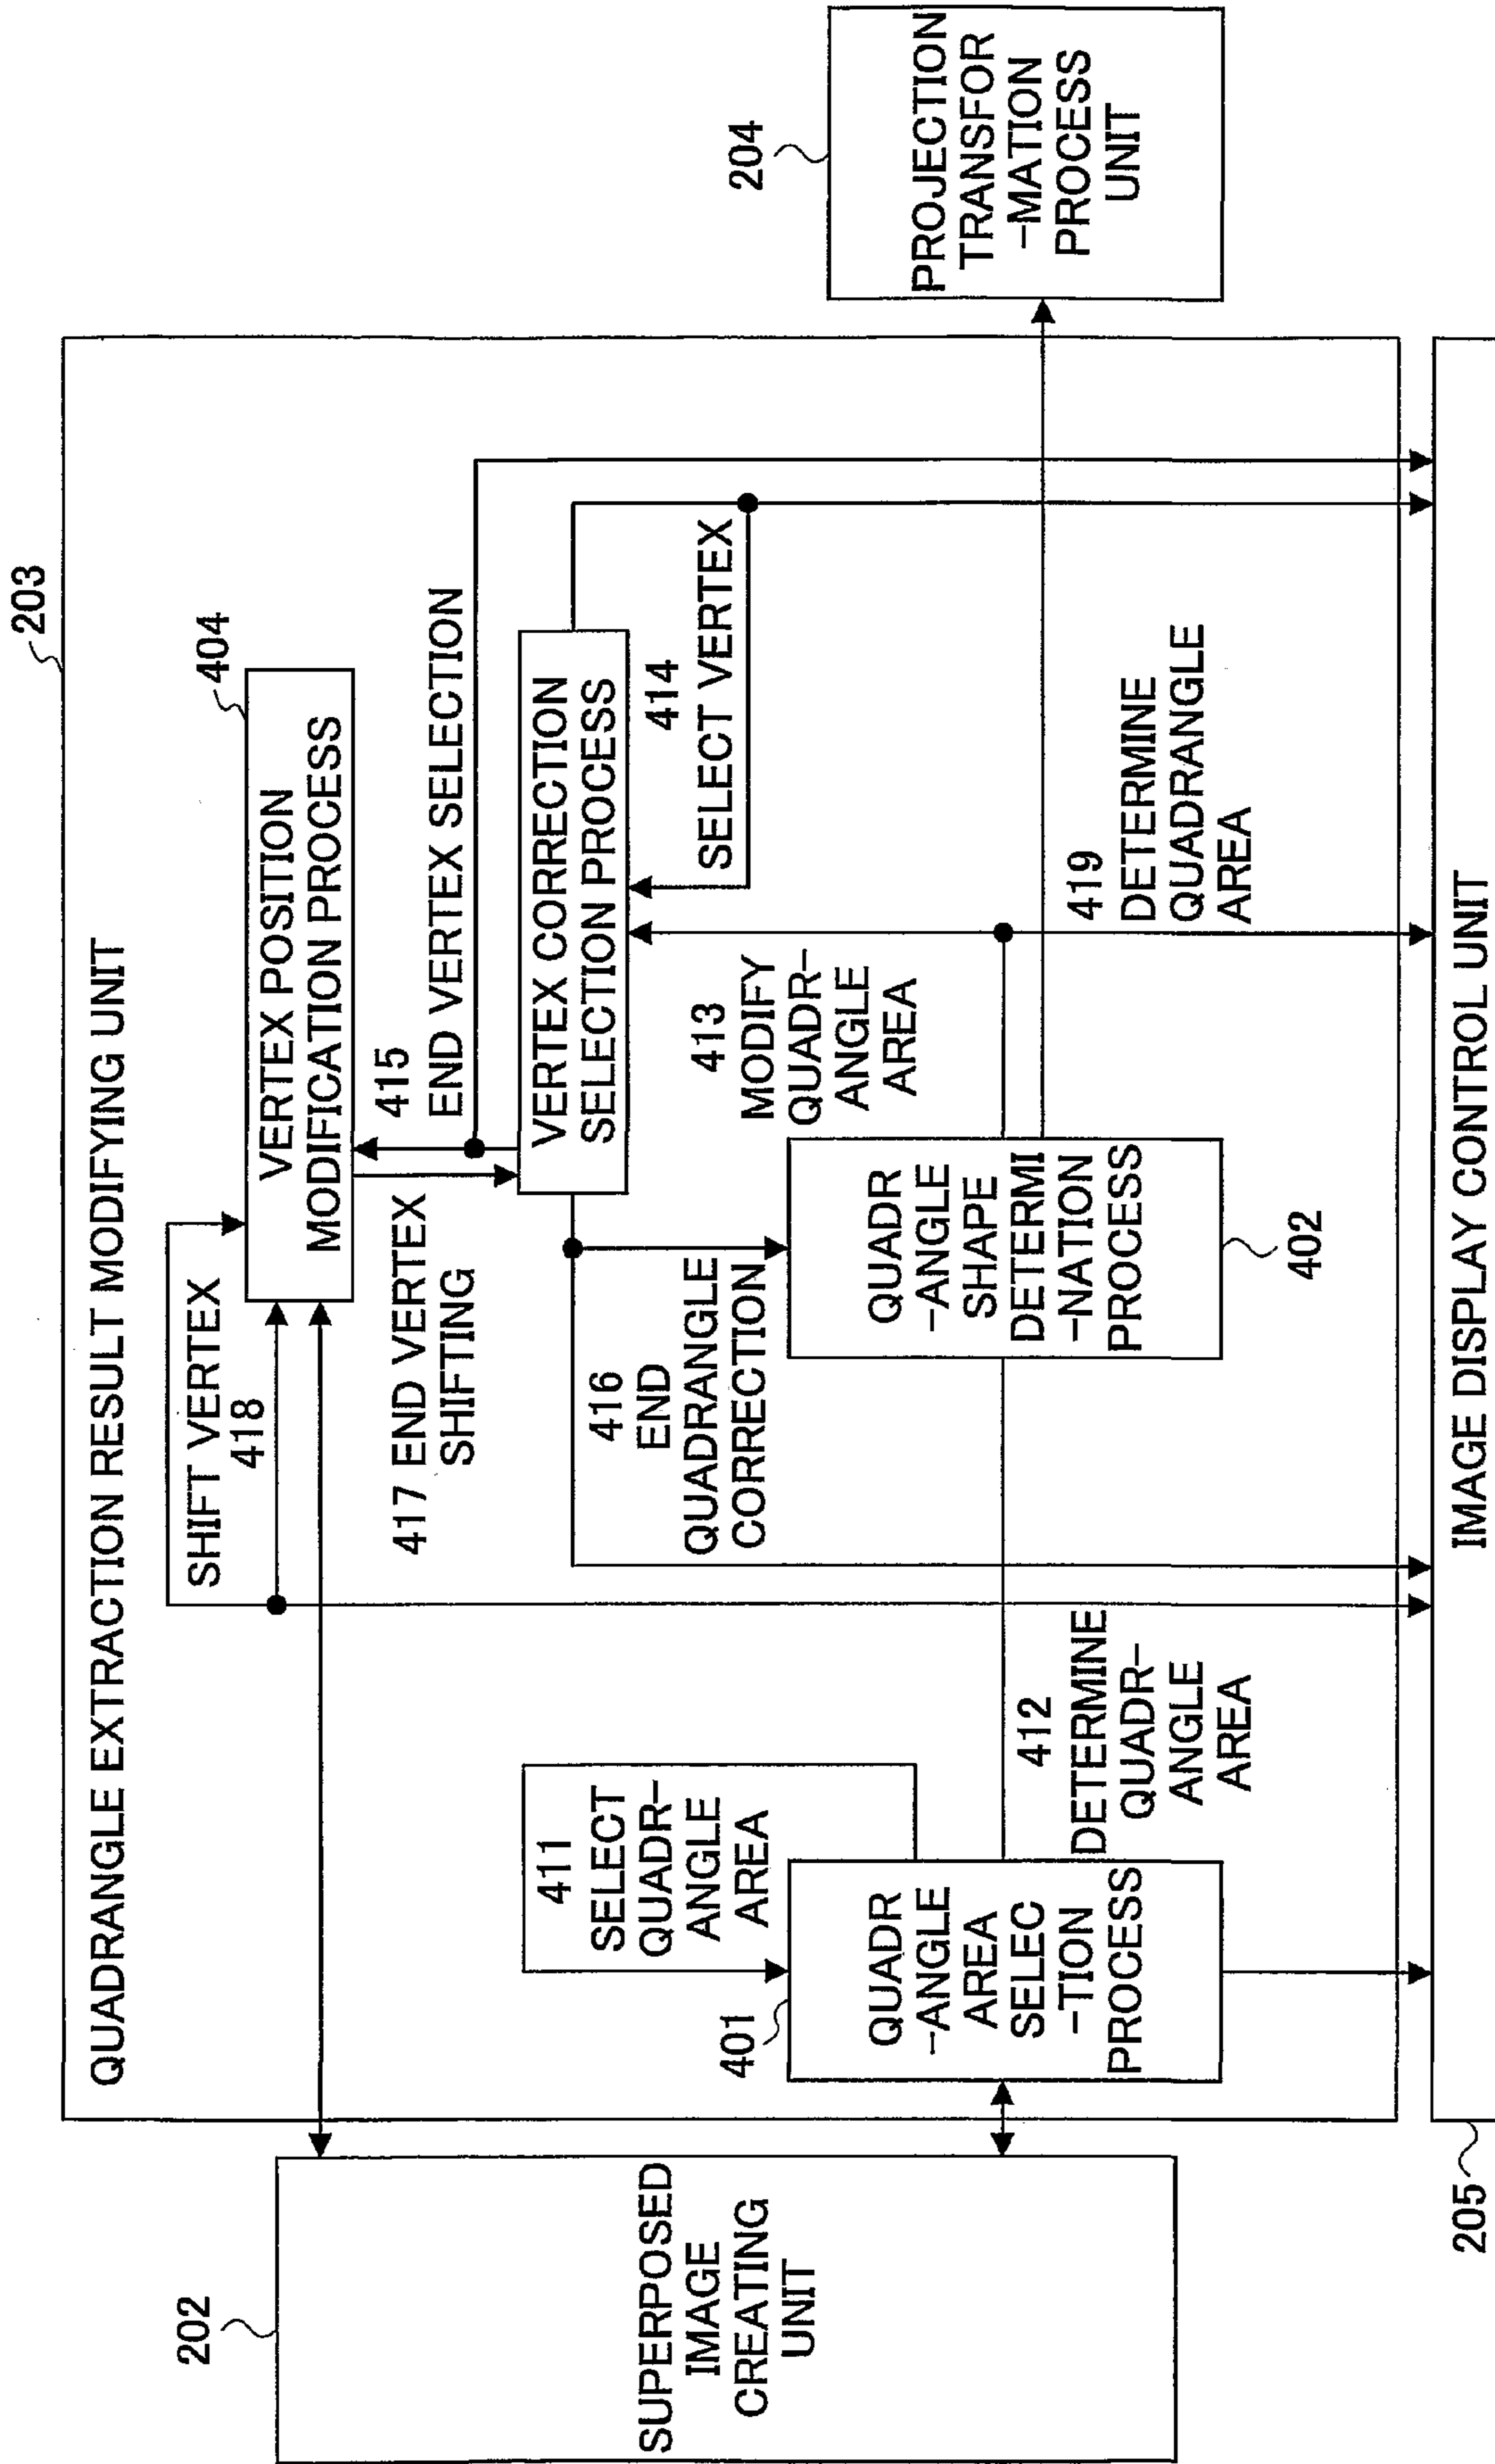 203
QUADRANGLE EXTRACTION RESULT MODIFYING UNIT
202
SUPERPOSED
IMAGE
CREATING
UNIT
SHIFT VERTEX
418
404
VERTEX POSITION
MODIFICATION PROCESS
417 END VERTEX
SHIFTING
415
END VERTEX SELECTION
VERTEX CORRECTION
SELECTION PROCESS
414
SELECT VERTEX
411
SELECT
QUADR-
ANGLE
AREA
416
END
QUADRANGLE
CORRECTION
413
MODIFY
QUADR-
ANGLE
AREA
401
QUADR
-ANGLE
AREA
SELEC
-TION
PROCESS
412
DETERMINE
QUADR-
ANGLE
AREA
QUADR
-ANGLE
SHAPE
DETERMI
-NATION
PROCESS
402
419
DETERMINE
QUADRANGLE
AREA
204
PROJECTION
TRANSFOR
-MATION
PROCESS
UNIT
205
IMAGE DISPLAY CONTROL UNIT